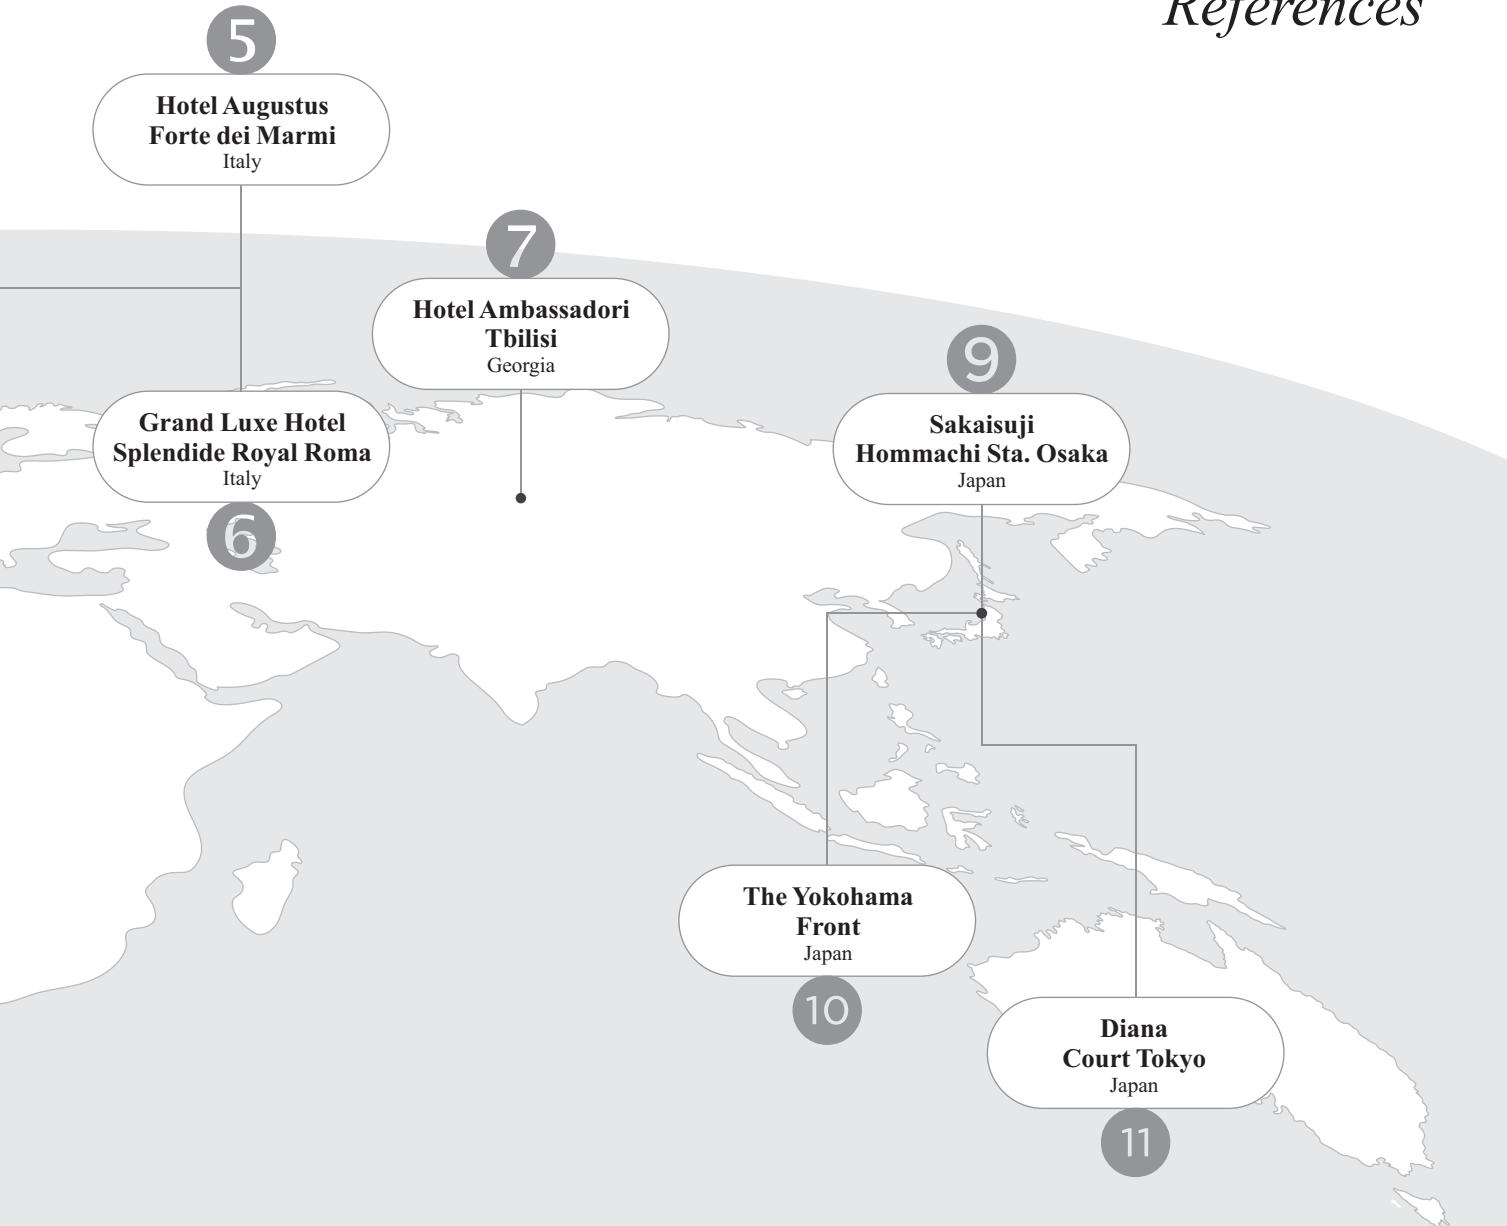 References
5
Hotel Augustus
Forte dei Marmi
Italy
7
Hotel Ambassadori
Tbilisi
Georgia
Grand Luxe Hotel
Splendide Royal Roma
Italy
6
9
Sakaisuji
Hommachi Sta. Osaka
Japan
The Yokohama
Front
Japan
10
Diana
Court Tokyo
Japan
11